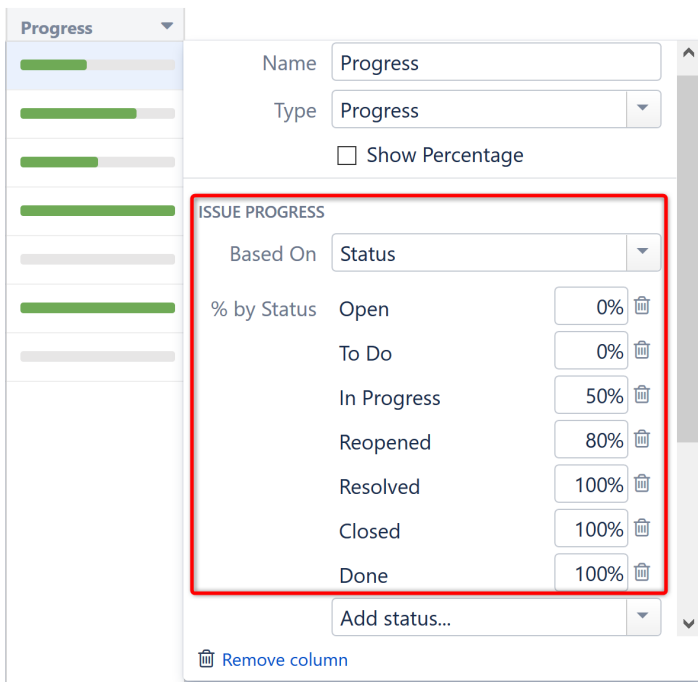 Progress
Name Progress
Type Progress
Show Percentage
ISSUE PROGRESS
Based On Status
% by Status Open 0%
To Do 0%
In Progress 50%
Reopened 80%
Resolved 100%
Closed 100%
Done 100%
Add status...
Remove column